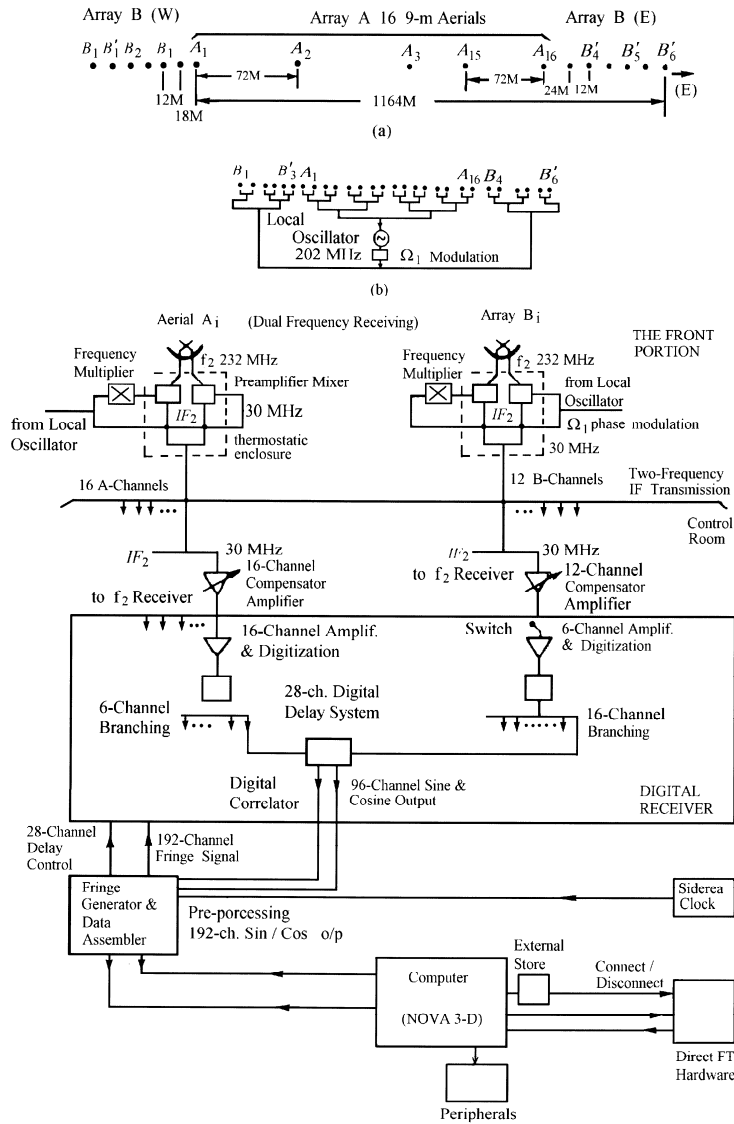 Array B (W)
Array A 16 9-m Aerials
Array B (E)
B1 B'1 B2 B1 A1 A2 A3 A15 A16 B'4 B'5 B'6
72M 72M
12M 24M 12M (E)
18M 1164M
(a)
B1 B'3 A1 A16 B4 B'6
Local
Oscillator
202 MHz Ω1 Modulation
(b)
Aerial Ai (Dual Frequency Receiving) Array Bi
THE FRONT
PORTION
Frequency
Multiplier
f2 232 MHz
Preamplifier Mixer
IF2
30 MHz
from Local
Oscillator
thermostatic
enclosure
Frequency
Multiplier
f2 232 MHz
from Local
Oscillator
IF2
Ω1 phase modulation
30 MHz
16 A-Channels
12 B-Channels
Two-Frequency
IF Transmission
Control
Room
IF2
30 MHz
16-Channel
Compensator
Amplifier
to f2 Receiver
30 MHz
to f2 Receiver
12-Channel
Compensator
Amplifier
16-Channel Amplif.
& Digitization
Switch
6-Channel Amplif.
& Digitization
6-Channel
Branching
28-ch. Digital
Delay System
16-Channel
Branching
Digital
Correlator
96-Channel Sine &
Cosine Output
DIGITAL
RECEIVER
28-Channel
Delay
Control
192-Channel
Fringe Signal
Fringe
Generator &
Data
Assembler
Pre-porcessing
192-ch. Sin / Cos o/p
Siderea
Clock
Computer
(NOVA 3-D)
External
Store
Connect /
Disconnect
Direct FT
Hardware
Peripherals